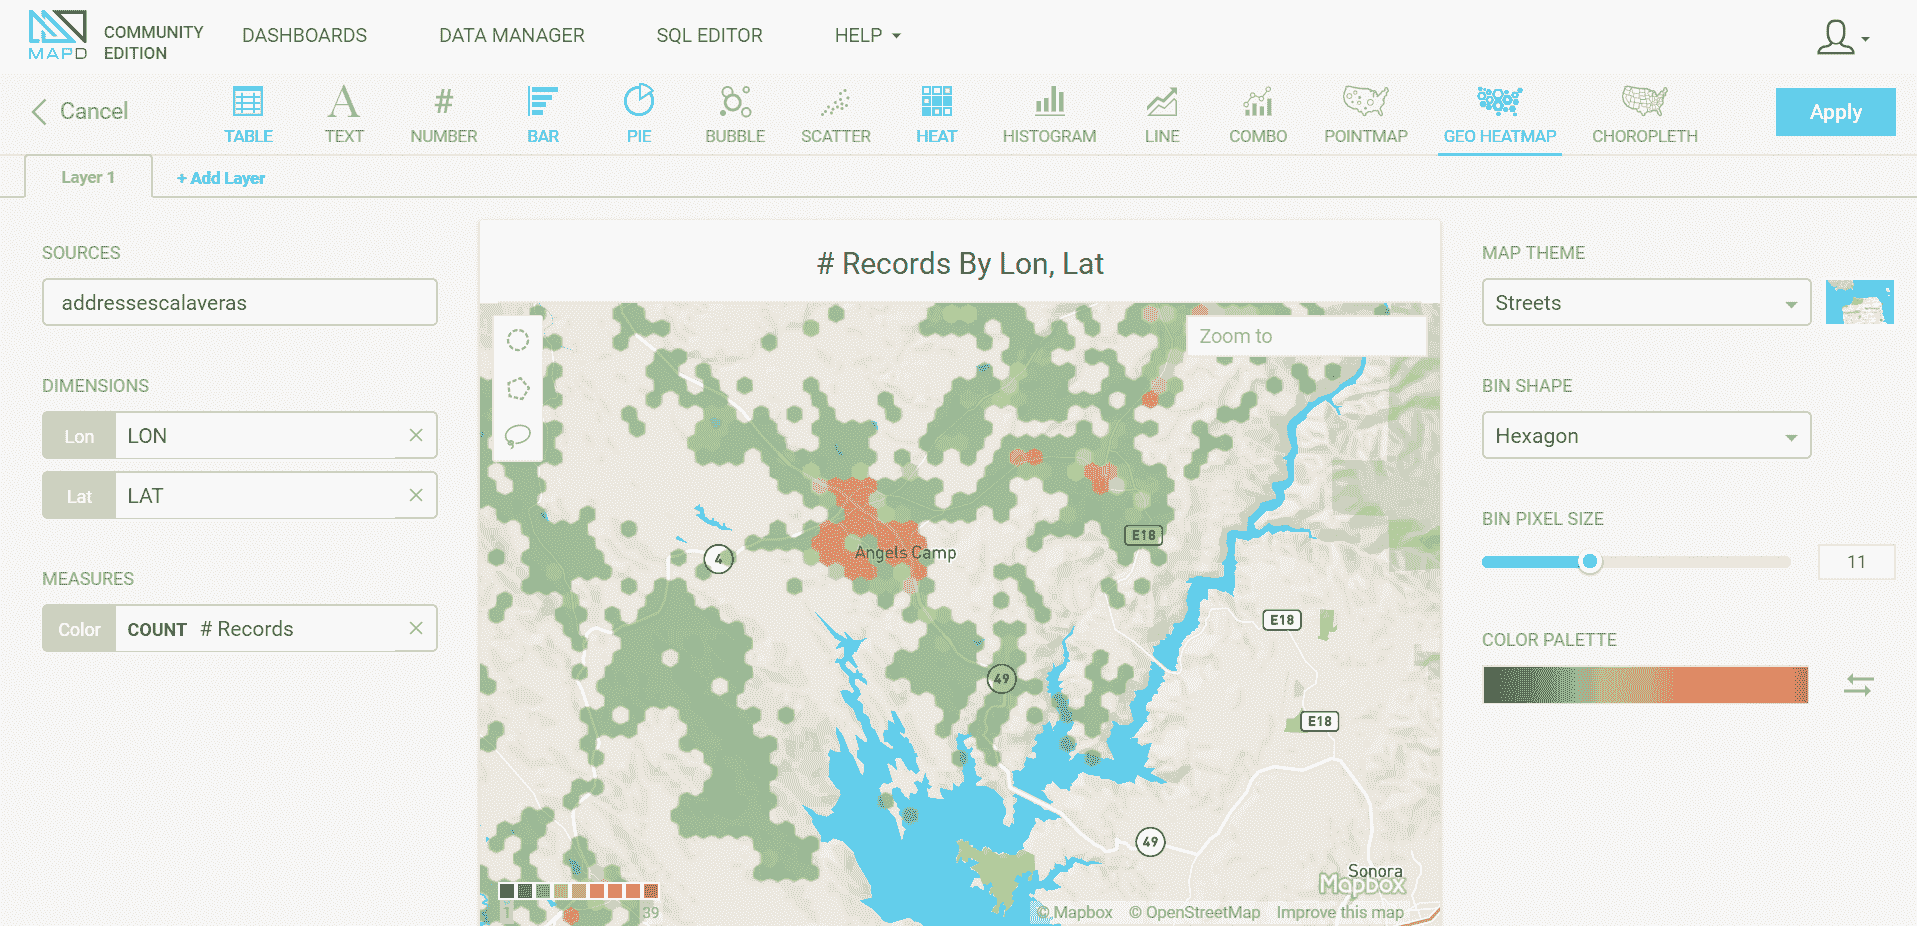 MAPD
COMMUNITY
EDITION
DASHBOARDS
DATA MANAGER
SQL EDITOR
HELP
Cancel
TABLE
TEXT
#
NUMBER
BAR
PIE
BUBBLE
SCATTER
HEAT
HISTOGRAM
LINE
COMBO
POINTMAP
GEO HEATMAP
CHOROPLETH
Apply
Layer 1
+ Add Layer
SOURCES
addressescalaveras
DIMENSIONS
Lon LON
Lat LAT
MEASURES
Color COUNT # Records
# Records By Lon, Lat
Zoom to
E18
4
Angels Camp
E18
49
E18
49
Sonora
Mapbox
1 39
© Mapbox © OpenStreetMap Improve this map
MAP THEME
Streets
BIN SHAPE
Hexagon
BIN PIXEL SIZE
11
COLOR PALETTE